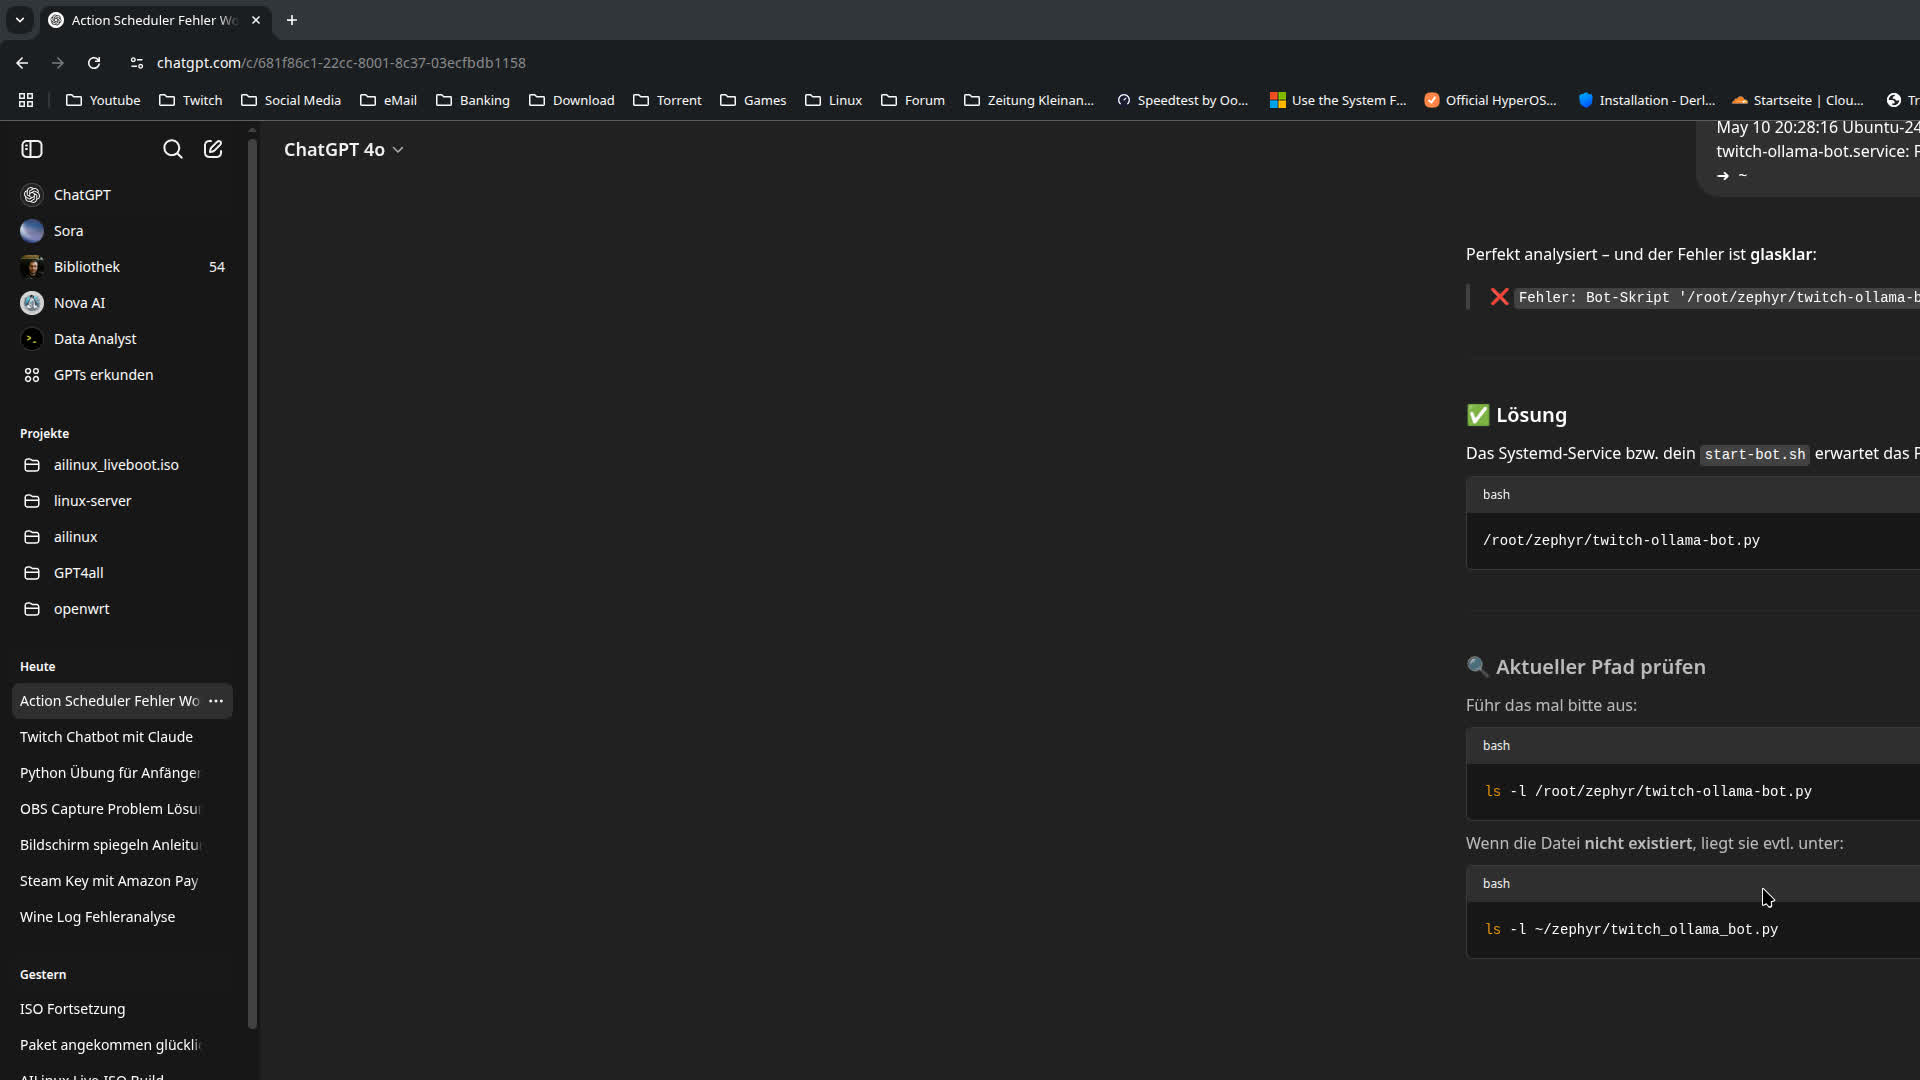 Action Scheduler Fehler Wo
chatgpt.com/c/681f86c1-22cc-8001-8c37-03ecfbdb1158
Youtube
Twitch
Social Media
eMail
Banking
Download
Torrent
Games
Linux
Forum
Zeitung Kleinan...
Speedtest by Oo...
Use the System F...
Official HyperOS...
Installation - Derl...
Startseite | Clou...
Tr
ChatGPT
Sora
Bibliothek 54
Nova AI
Data Analyst
GPTs erkunden
Projekte
ailinux_liveboot.iso
linux-server
ailinux
GPT4all
openwrt
Heute
Action Scheduler Fehler Wo
Twitch Chatbot mit Claude
Python Übung für Anfänger
OBS Capture Problem Lösu
Bildschirm spiegeln Anleitu
Steam Key mit Amazon Pay
Wine Log Fehleranalyse
Gestern
ISO Fortsetzung
Paket angekommen glückli
AILinux Live ISO Build
ChatGPT 4o
May 10 20:28:16 Ubuntu-24
twitch-ollama-bot.service: F
➜ ~
Perfekt analysiert – und der Fehler ist glasklar:
❌ Fehler: Bot-Skript '/root/zephyr/twitch-ollama-b
✅ Lösung
Das Systemd-Service bzw. dein start-bot.sh erwartet das P
bash
/root/zephyr/twitch-ollama-bot.py
🔍 Aktueller Pfad prüfen
Führ das mal bitte aus:
bash
ls -l /root/zephyr/twitch-ollama-bot.py
Wenn die Datei nicht existiert, liegt sie evtl. unter:
bash
ls -l ~/zephyr/twitch_ollama_bot.py